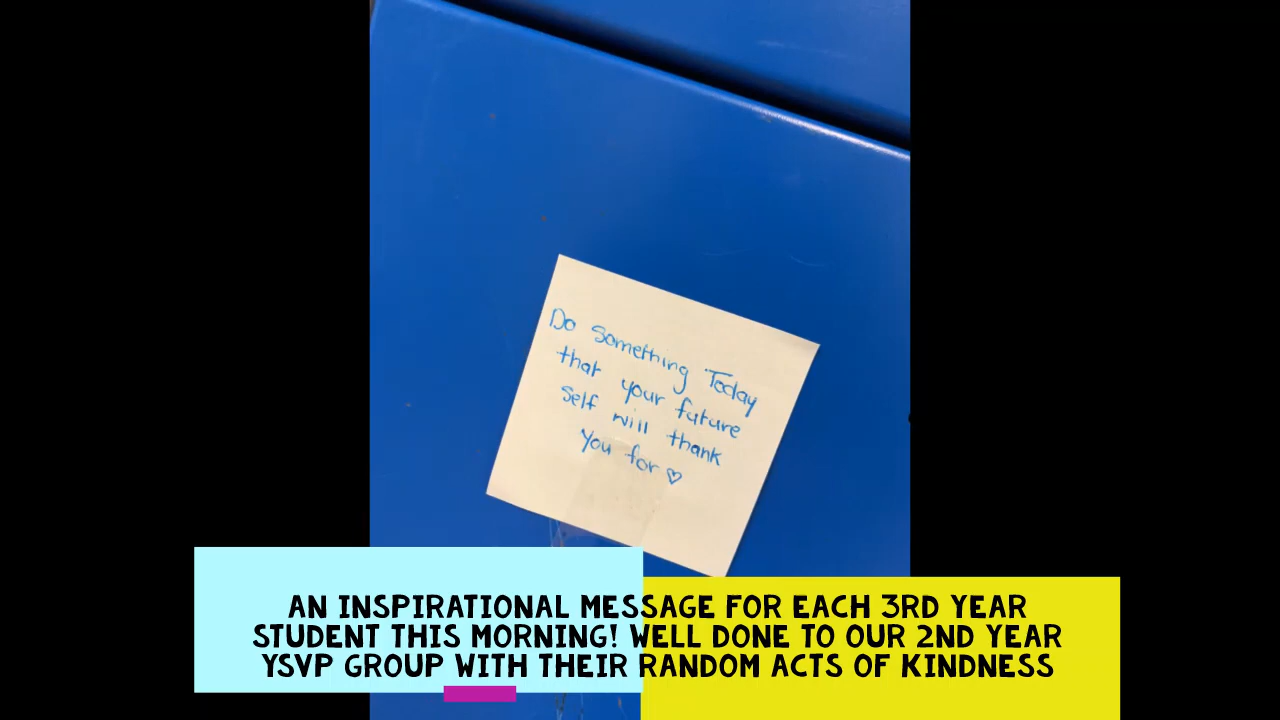 Do something Today
that your future
self will thank
you for ♡
AN INSPIRATIONAL MESSAGE FOR EACH 3RD YEAR
STUDENT THIS MORNING! WELL DONE TO OUR 2ND YEAR
YSVP GROUP WITH THEIR RANDOM ACTS OF KINDNESS